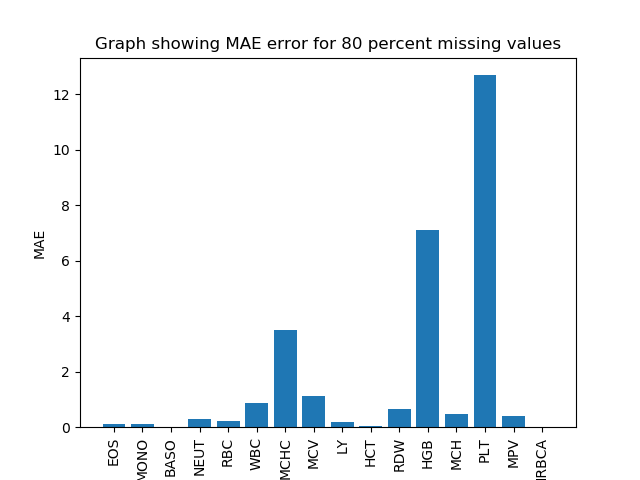 Graph showing MAE error for 80 percent missing values
MAE
12
10
8
6
4
2
0
EOS
MONO
BASO
NEUT
RBC
WBC
MCHC
MCV
LY
HCT
RDW
HGB
MCH
PLT
MPV